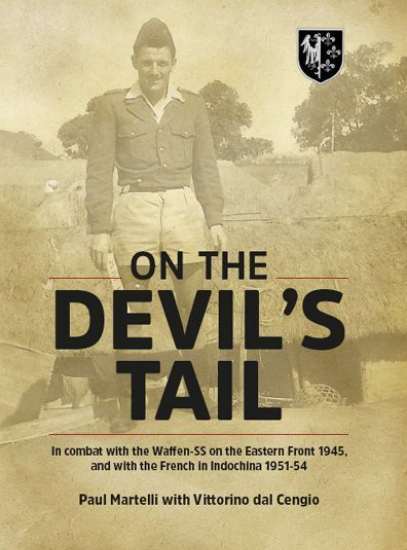 ON THE
DEVIL'S
TAIL
In combat with the Waffen-SS on the Eastern Front 1945,
and with the French in Indochina 1951-54
Paul Martelli with Vittorino dal Cengio